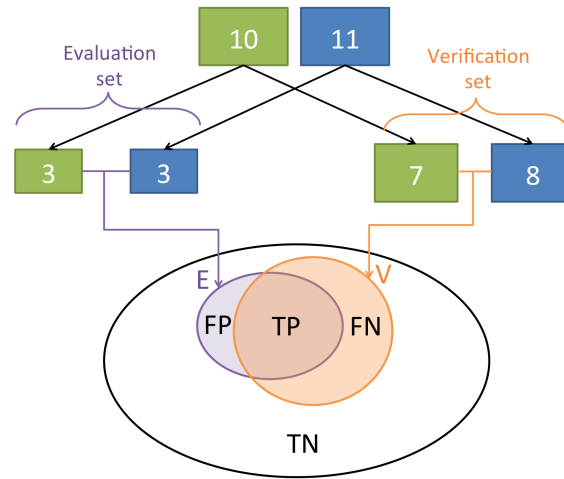 10
11
Evaluation
set
Verification
set
3
3
7
8
E
V
FP
TP
FN
TN